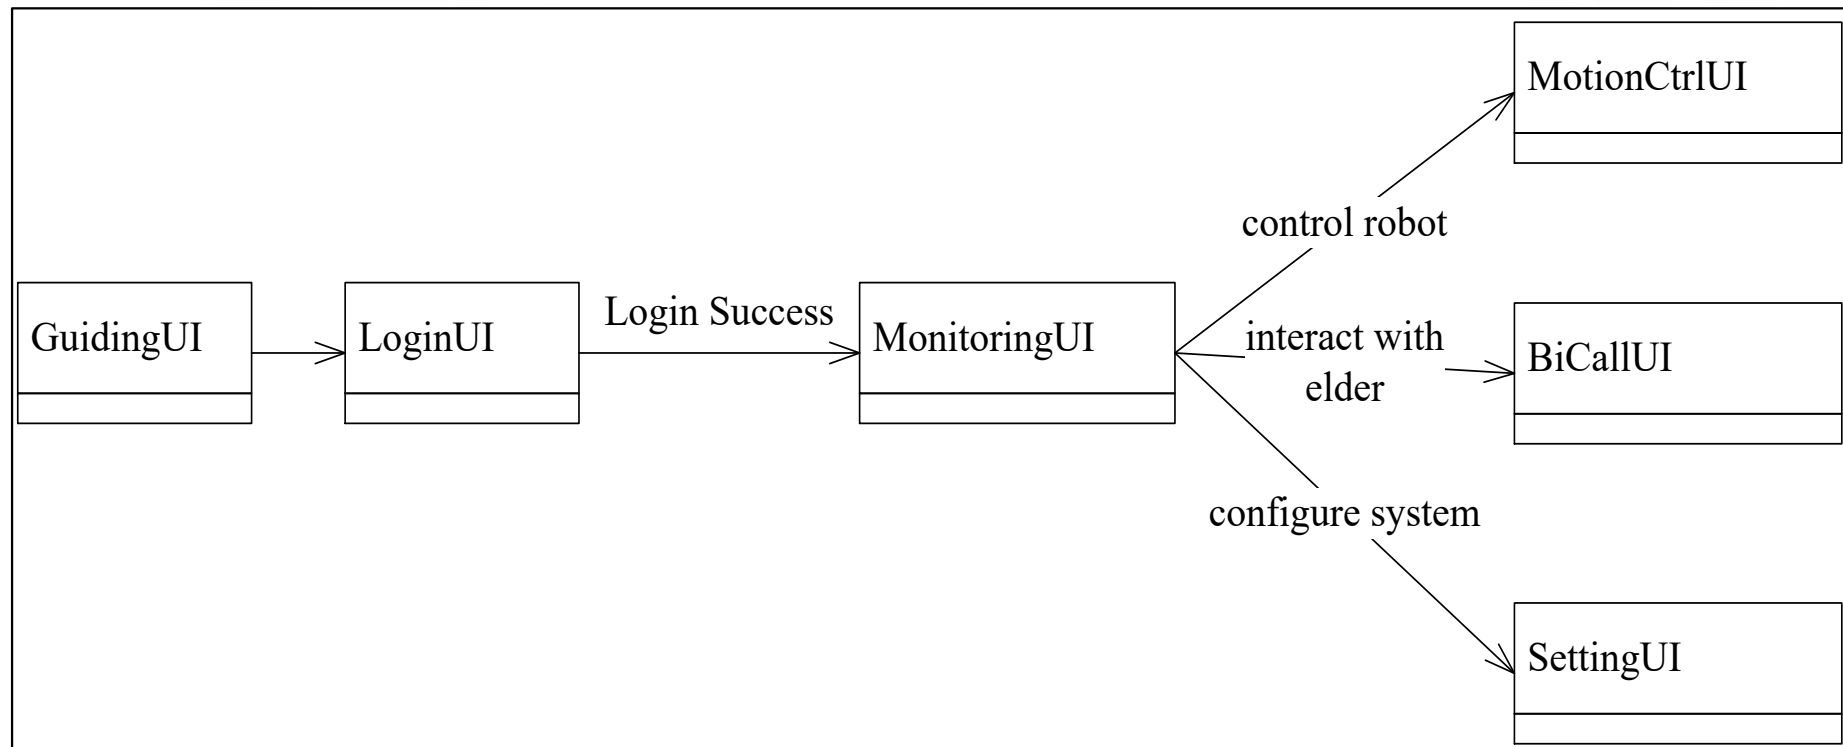 MotionCtrlUI
control robot
GuidingUI
LoginUI
Login Success
MonitoringUI
interact with
elder
BiCallUI
configure system
SettingUI